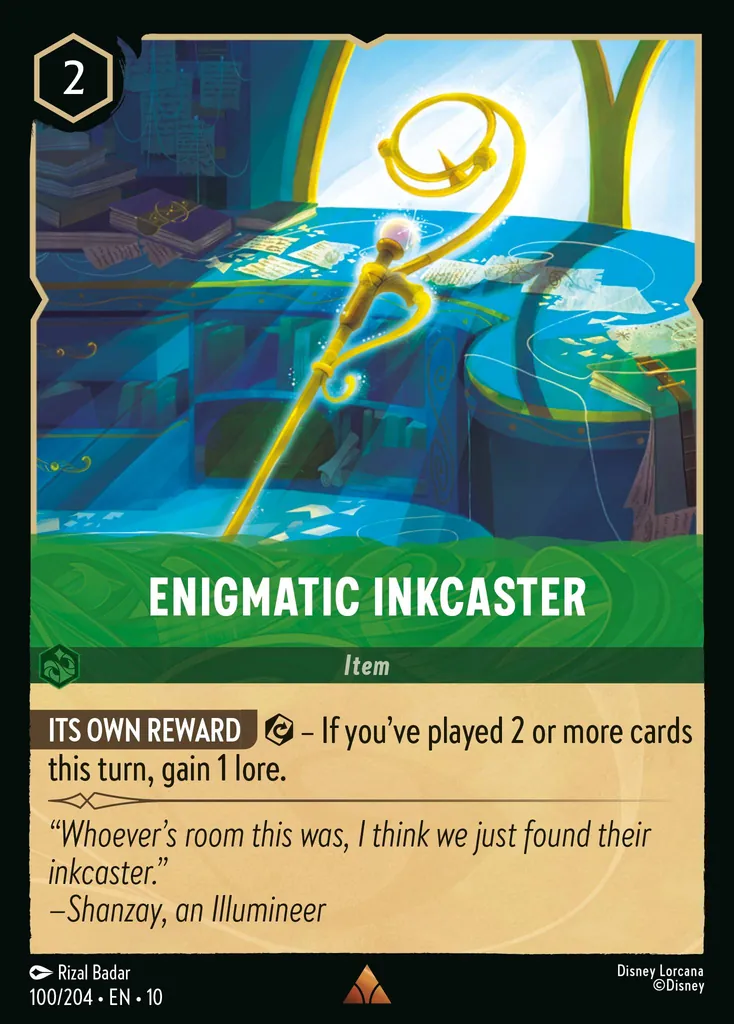 2
ENIGMATIC INKCASTER
Item
ITS OWN REWARD – If you’ve played 2 or more cards
this turn, gain 1 lore.
“Whoever’s room this was, I think we just found their
inkcaster.”
–Shanzay, an Illumineer
Rizal Badar
Disney Lorcana
100/204 • EN • 10
©Disney